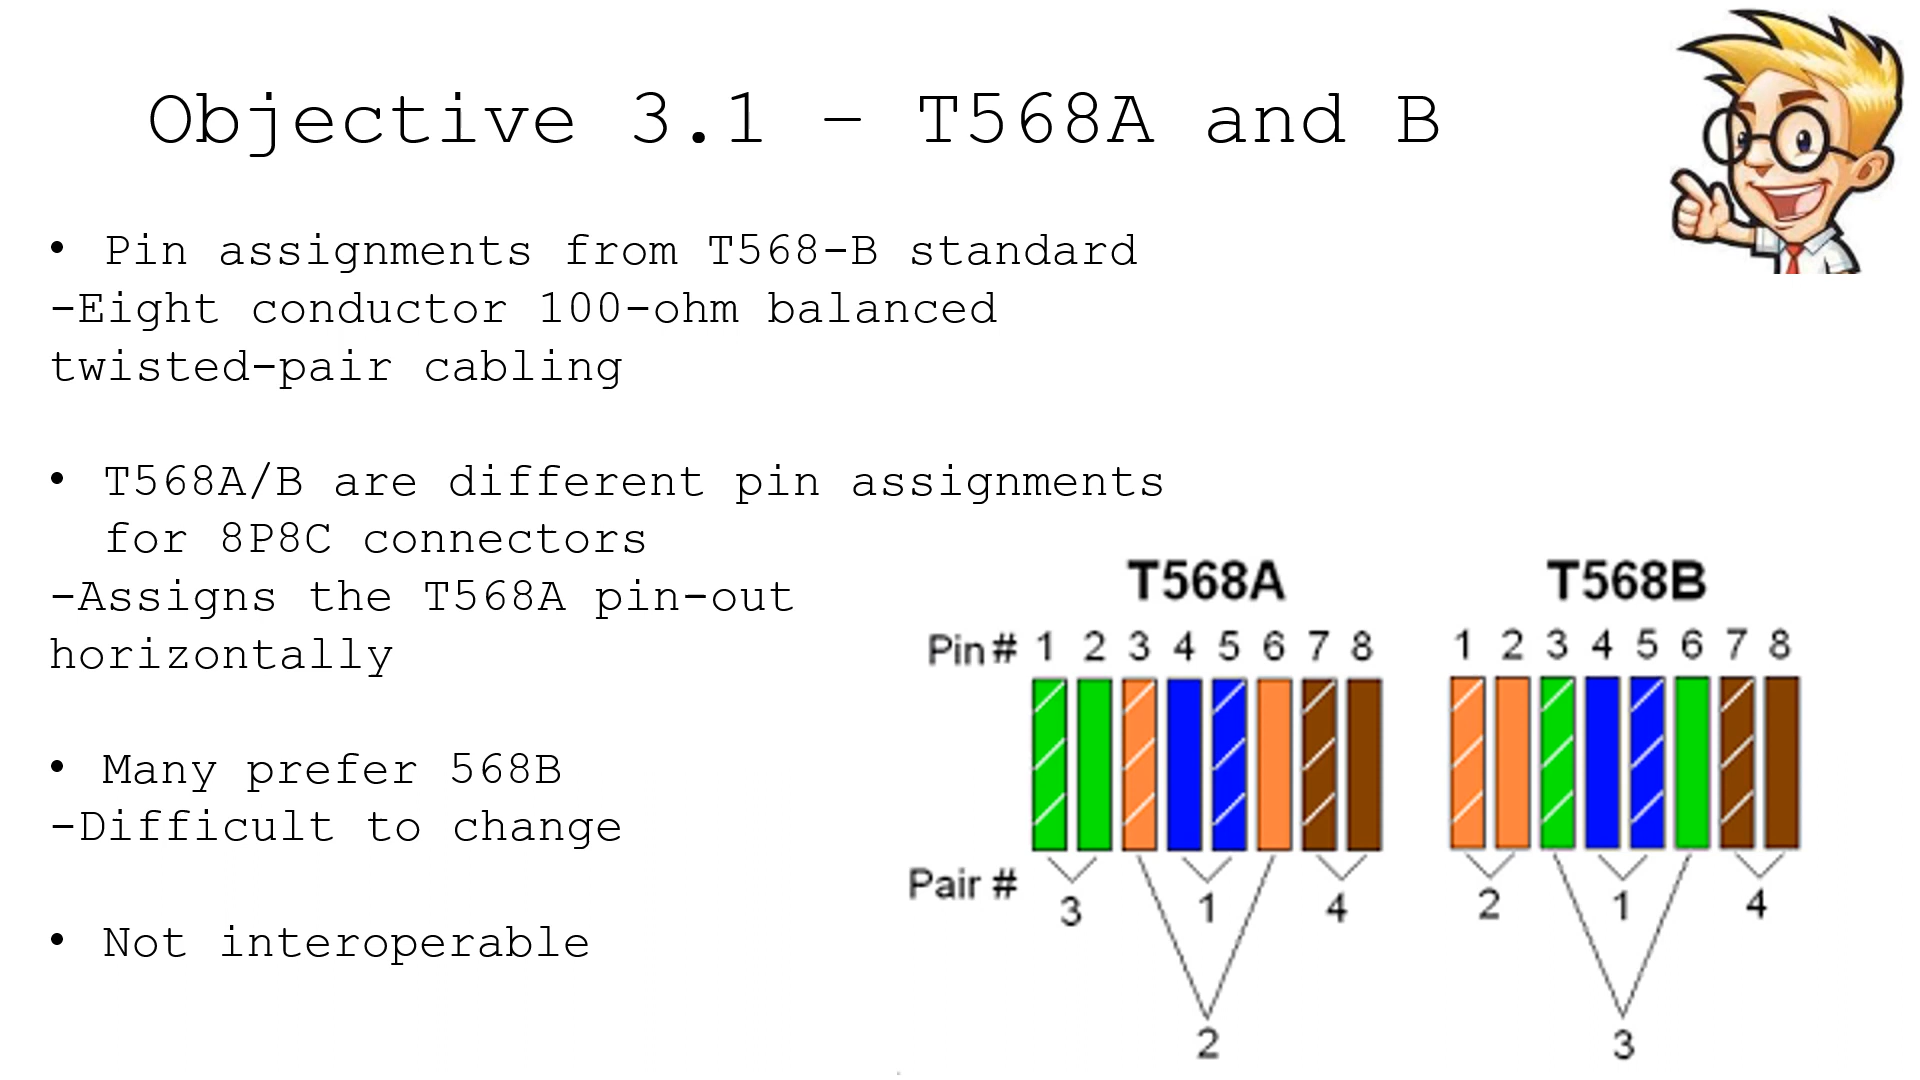 Objective 3.1 – T568A and B
• Pin assignments from T568-B standard
-Eight conductor 100-ohm balanced
twisted-pair cabling
• T568A/B are different pin assignments
for 8P8C connectors
-Assigns the T568A pin-out
horizontally
• Many prefer 568B
-Difficult to change
• Not interoperable
T568A
Pin # 1 2 3 4 5 6 7 8
Pair #
3 1 4
2
T568B
1 2 3 4 5 6 7 8
2 1 4
3